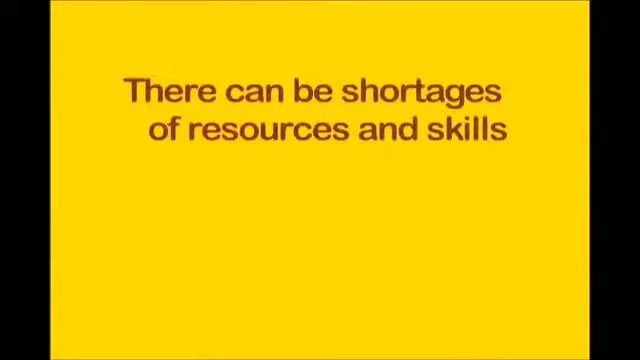 There can be shortages
of resources and skills